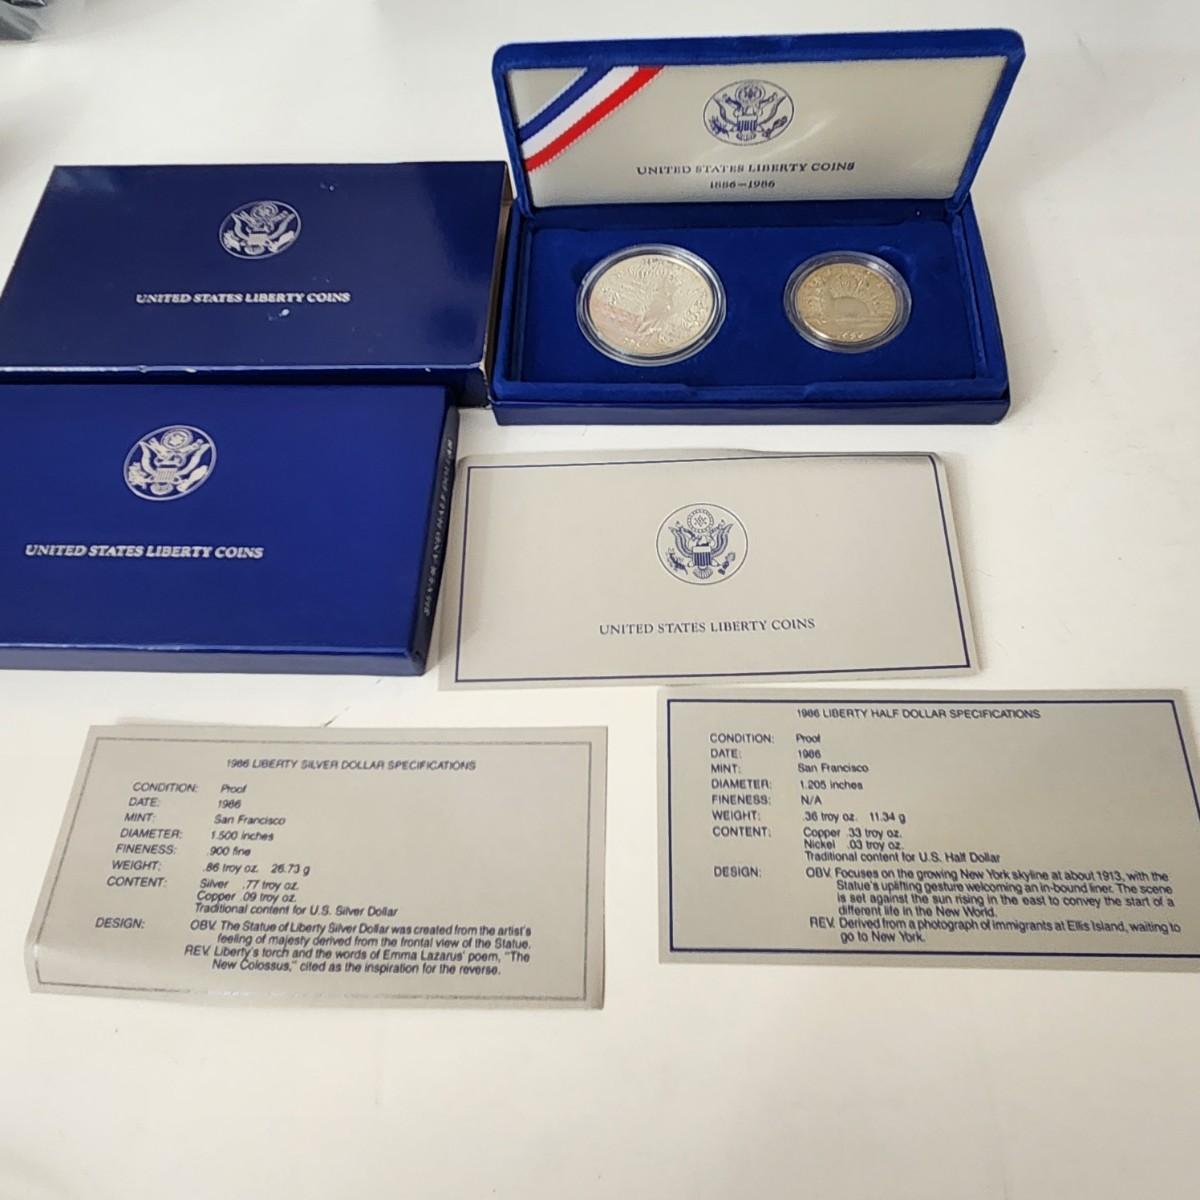 UNITED STATES LIBERTY COINS
1886-1986
UNITED STATES LIBERTY COINS
UNITED STATES LIBERTY COINS
SILVER AND HALF DOLLAR
UNITED STATES LIBERTY COINS
1986 LIBERTY SILVER DOLLAR SPECIFICATIONS
CONDITION: Proof
DATE: 1986
MINT: San Francisco
DIAMETER: 1.500 inches
FINENESS: .900 fine
WEIGHT: .86 troy oz. 26.73 g
CONTENT: Silver .77 troy oz.
Copper .09 troy oz.
Traditional content for U.S. Silver Dollar
DESIGN: OBV. The Statue of Liberty Silver Dollar was created from the artist's
feeling of majesty derived from the frontal view of the Statue.
REV. Liberty's torch and the words of Emma Lazarus' poem, "The
New Colossus," cited as the inspiration for the reverse.
1986 LIBERTY HALF DOLLAR SPECIFICATIONS
CONDITION: Proof
DATE: 1986
MINT: San Francisco
DIAMETER: 1.205 inches
FINENESS: N/A
WEIGHT: .36 troy oz. 11.34 g
CONTENT: Copper .33 troy oz.
Nickel .03 troy oz.
Traditional content for U.S. Half Dollar
DESIGN: OBV. Focuses on the growing New York skyline at about 1913, with the
Statue's uplifting gesture welcoming an in-bound liner. The scene
is set against the sun rising in the east to convey the start of a
different life in the New World.
REV. Derived from a photograph of immigrants at Ellis Island, waiting to
go to New York.